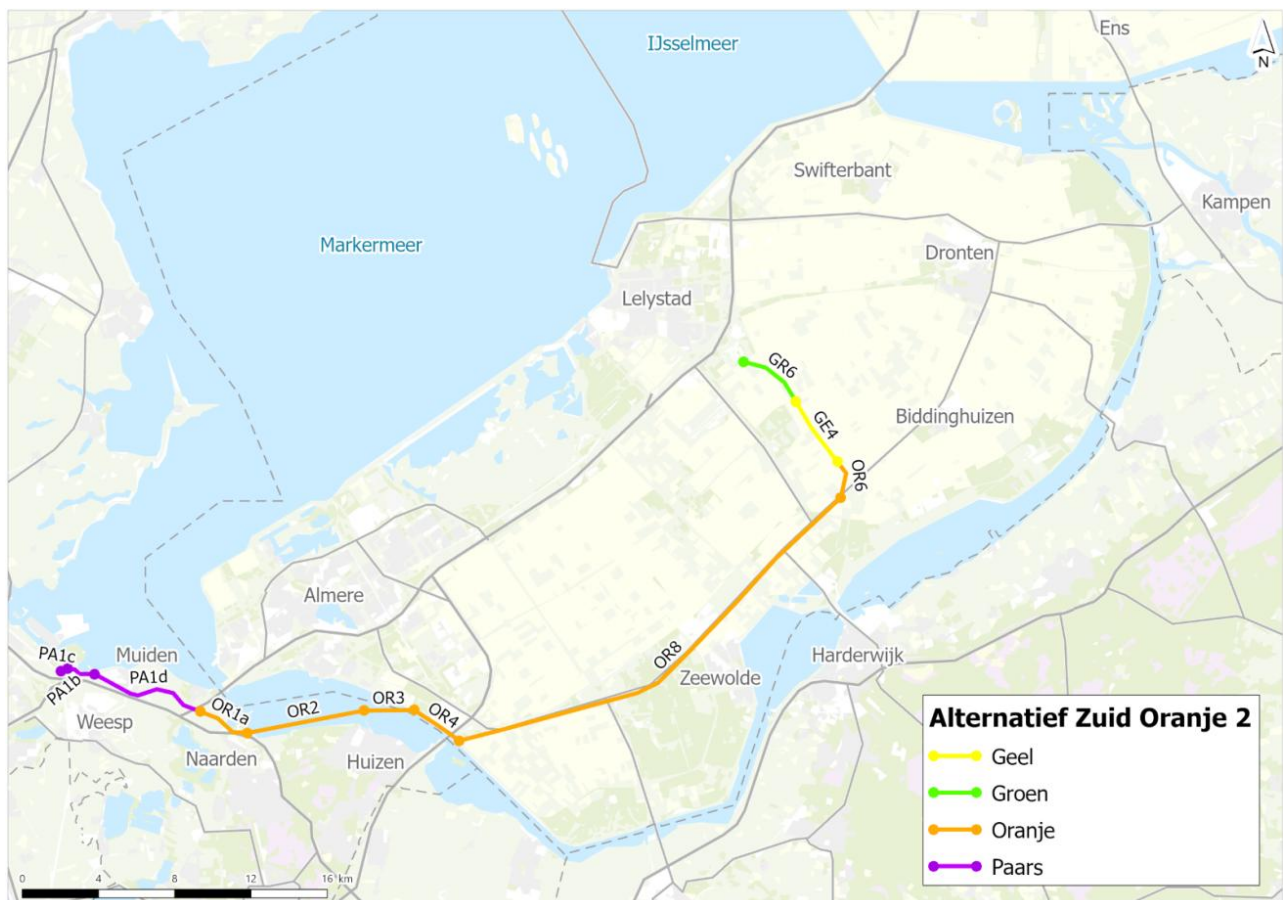 IJsselmeer
Ens
N
Swifterbant
Kampen
Markermeer
Dronten
Lelystad
GR6
GE4
Biddinghuizen
OR6
Almere
PA1c
Muiden
PA1d
PA1b
OR8
Zeewolde
Harderwijk
OR1a
OR2
OR3
OR4
Weesp
Naarden
Huizen
Alternatief Zuid Oranje 2
Geel
Groen
Oranje
Paars
0 4 8 12 16 km